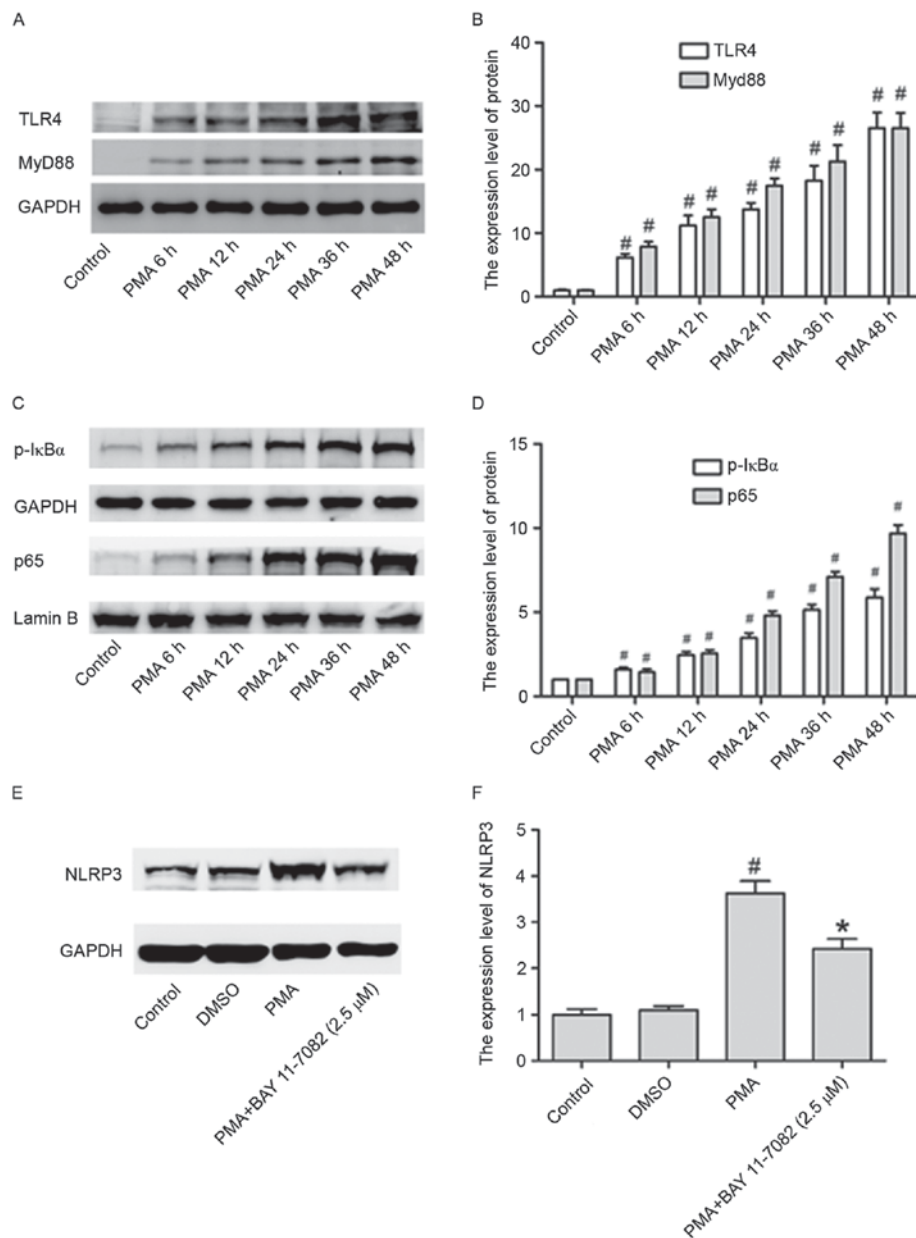 A
TLR4
MyD88
GAPDH
Control
PMA 6 h
PMA 12 h
PMA 24 h
PMA 36 h
PMA 48 h
B
The expression level of protein
40
30
20
10
0
TLR4
Myd88
# # # # # # # # # #
Control
PMA 6 h
PMA 12 h
PMA 24 h
PMA 36 h
PMA 48 h
C
p-IκBα
GAPDH
p65
Lamin B
Control
PMA 6 h
PMA 12 h
PMA 24 h
PMA 36 h
PMA 48 h
D
The expression level of protein
15
10
5
0
p-IκBα
p65
# # # # # # # # # #
Control
PMA 6 h
PMA 12 h
PMA 24 h
PMA 36 h
PMA 48 h
E
NLRP3
GAPDH
Control
DMSO
PMA
PMA+BAY 11-7082 (2.5 μM)
F
The expression level of NLRP3
5
4
3
2
1
0
#
*
Control
DMSO
PMA
PMA+BAY 11-7082 (2.5 μM)